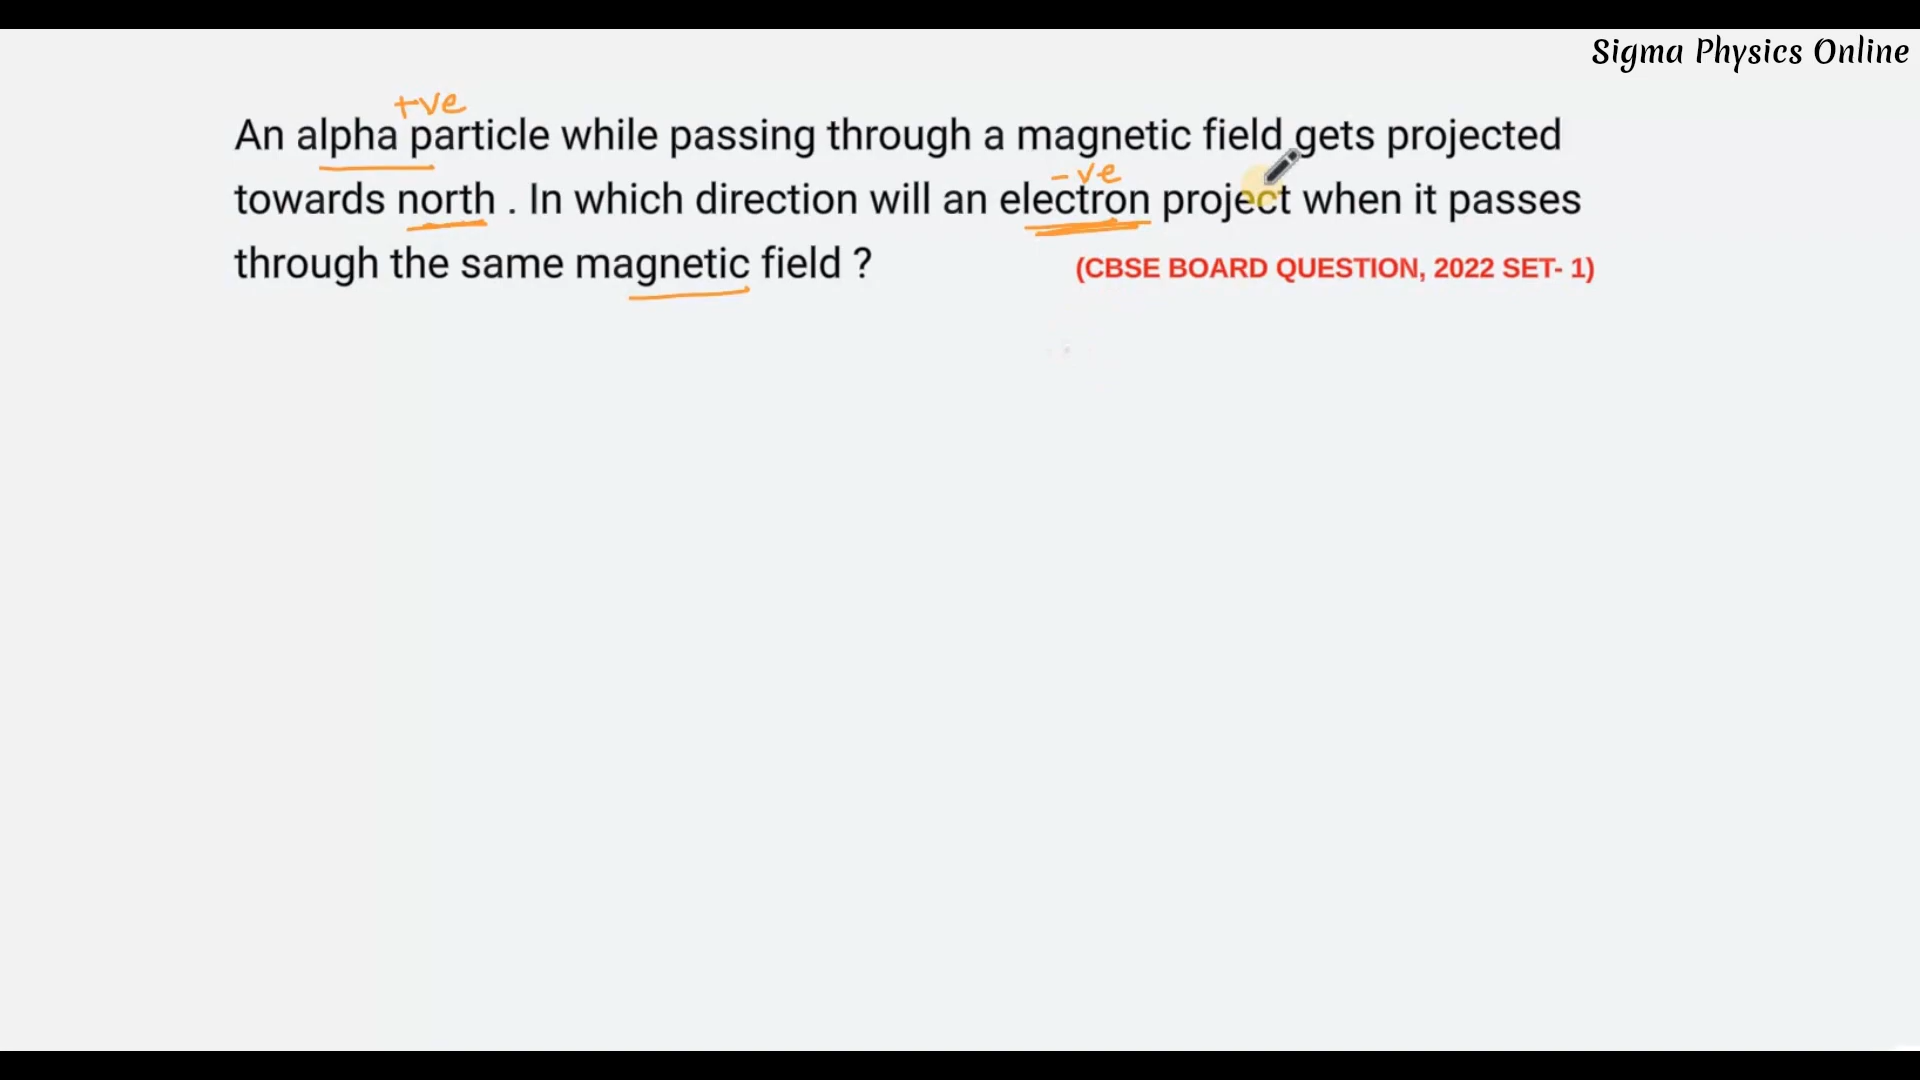 Sigma Physics Online
+ve
An alpha particle while passing through a magnetic field gets projected
-ve
towards north . In which direction will an electron project when it passes
through the same magnetic field ?
(CBSE BOARD QUESTION, 2022 SET- 1)